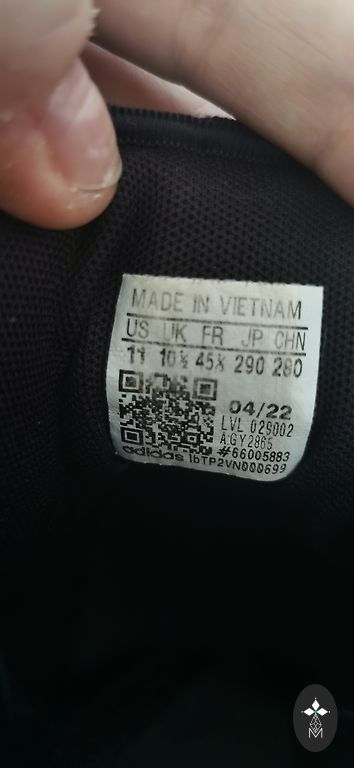 MADE IN VIETNAM
US UK FR JP CHN
11 10½ 45⅓ 290 280
04/22
LVL 029002
A.GY2865
#66005883
adidas 1bTP2VN000699
M